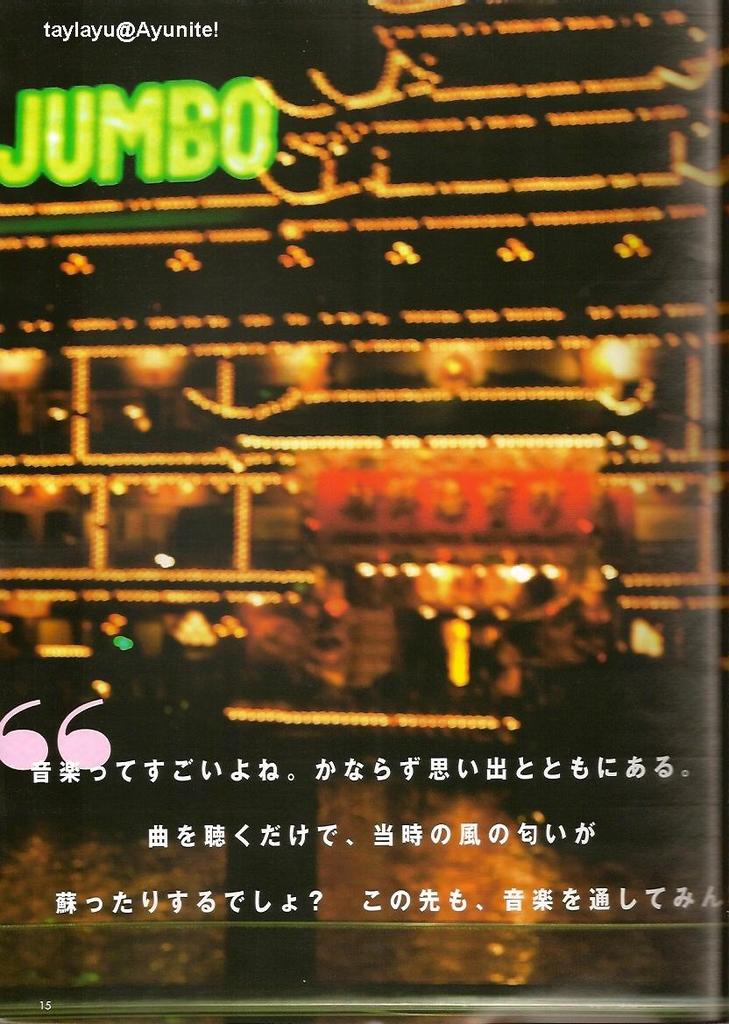 taylayu@Ayunite!
JUMBO
音楽ってすごいよね。かならず思い出とともにある。
曲を聴くだけで、当時の風の匂いが
蘇ったりするでしょ？　この先も、音楽を通してみん
15